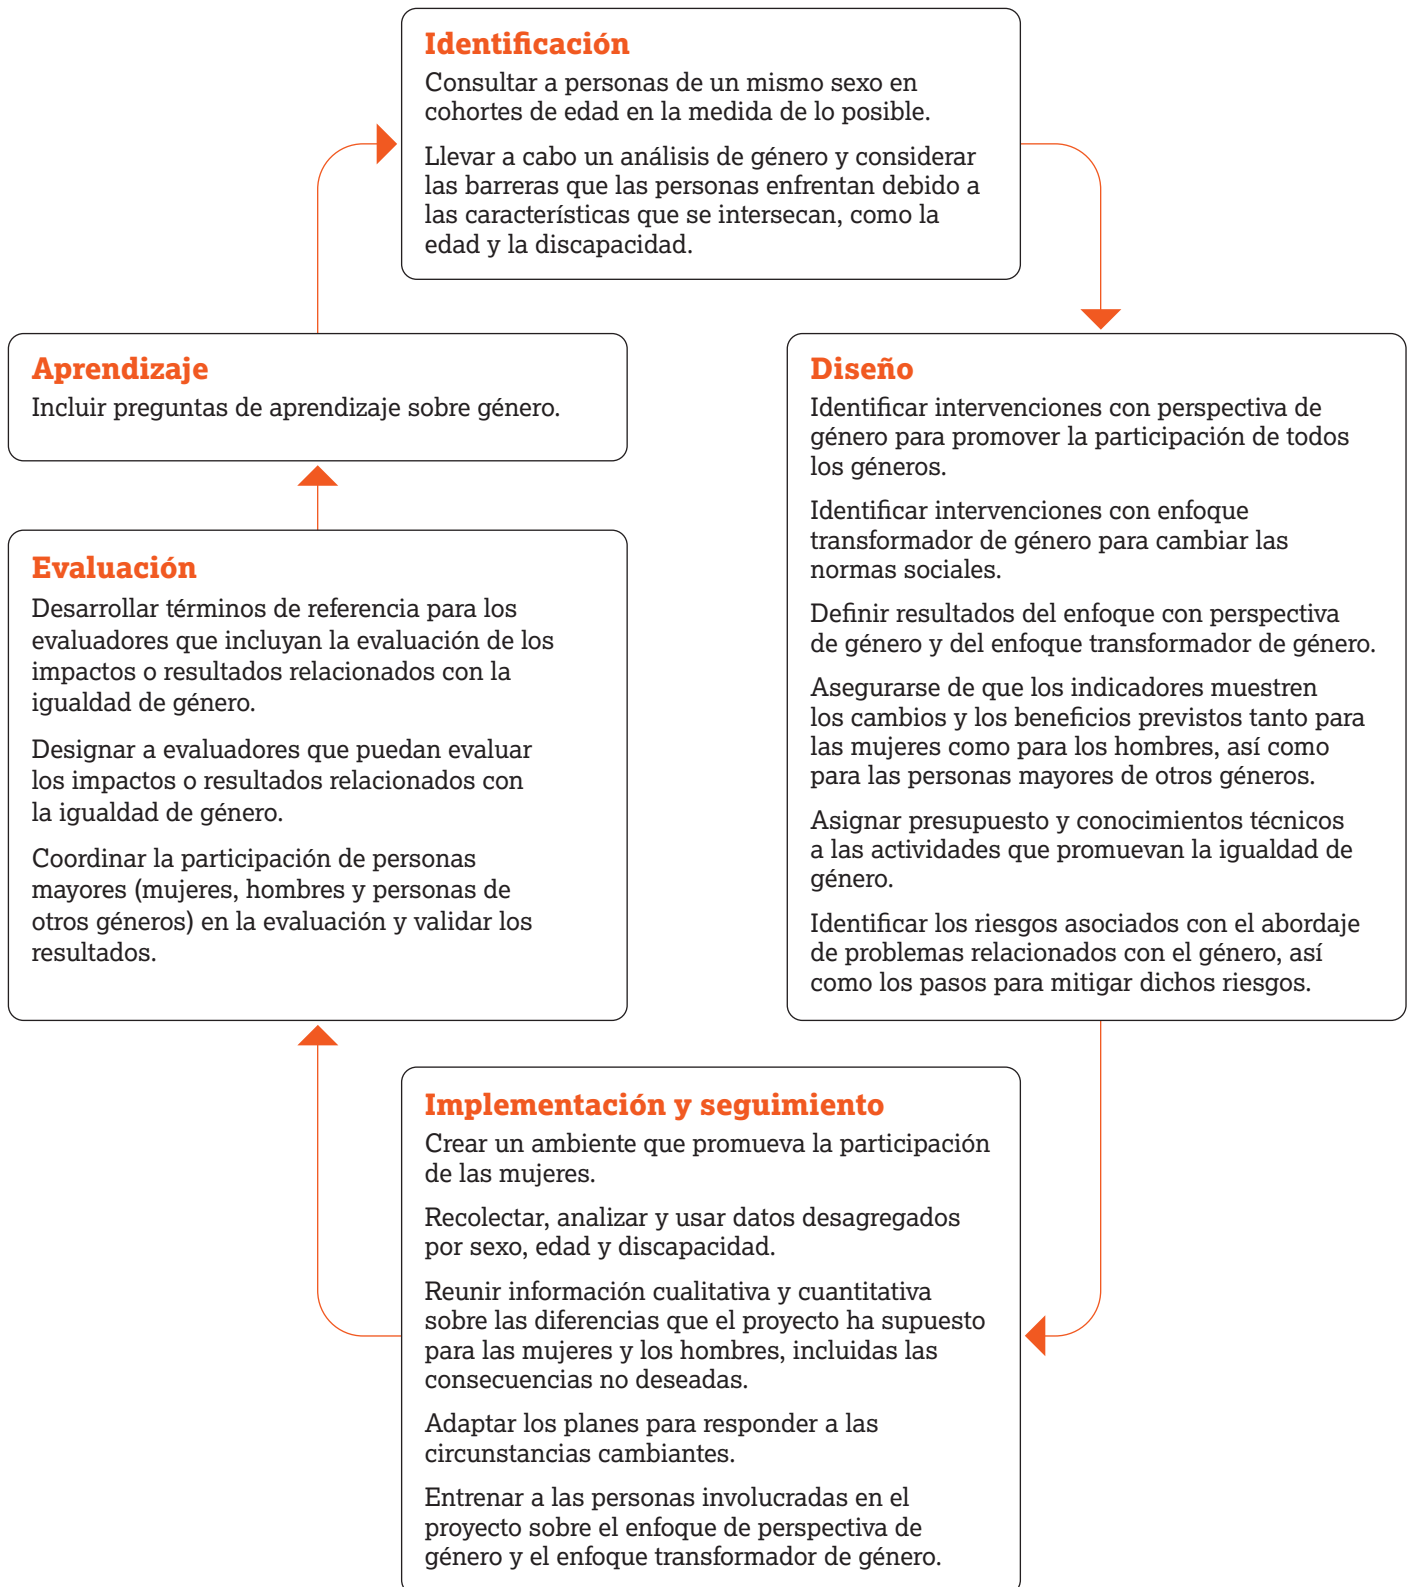 Identificación
Consultar a personas de un mismo sexo en
cohortes de edad en la medida de lo posible.
Llevar a cabo un análisis de género y considerar
las barreras que las personas enfrentan debido a
las características que se intersecan, como la
edad y la discapacidad.
Diseño
Identificar intervenciones con perspectiva de
género para promover la participación de todos
los géneros.
Identificar intervenciones con enfoque
transformador de género para cambiar las
normas sociales.
Definir resultados del enfoque con perspectiva
de género y del enfoque transformador de género.
Asegurarse de que los indicadores muestren
los cambios y los beneficios previstos tanto para
las mujeres como para los hombres, así como
para las personas mayores de otros géneros.
Asignar presupuesto y conocimientos técnicos
a las actividades que promuevan la igualdad de
género.
Identificar los riesgos asociados con el abordaje
de problemas relacionados con el género, así
como los pasos para mitigar dichos riesgos.
Implementación y seguimiento
Crear un ambiente que promueva la participación
de las mujeres.
Recolectar, analizar y usar datos desagregados
por sexo, edad y discapacidad.
Reunir información cualitativa y cuantitativa
sobre las diferencias que el proyecto ha supuesto
para las mujeres y los hombres, incluidas las
consecuencias no deseadas.
Adaptar los planes para responder a las
circunstancias cambiantes.
Entrenar a las personas involucradas en el
proyecto sobre el enfoque de perspectiva de
género y el enfoque transformador de género.
Evaluación
Desarrollar términos de referencia para los
evaluadores que incluyan la evaluación de los
impactos o resultados relacionados con la
igualdad de género.
Designar a evaluadores que puedan evaluar
los impactos o resultados relacionados con
la igualdad de género.
Coordinar la participación de personas
mayores (mujeres, hombres y personas de
otros géneros) en la evaluación y validar los
resultados.
Aprendizaje
Incluir preguntas de aprendizaje sobre género.